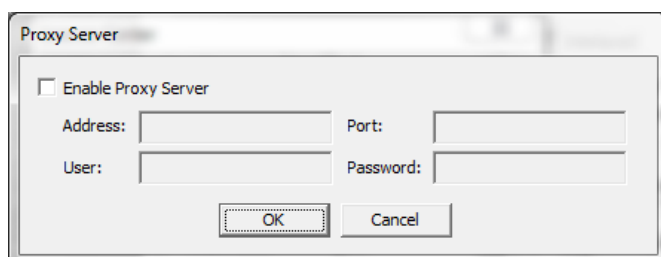 Proxy Server
Enable Proxy Server
Address: Port:
User: Password:
OK Cancel